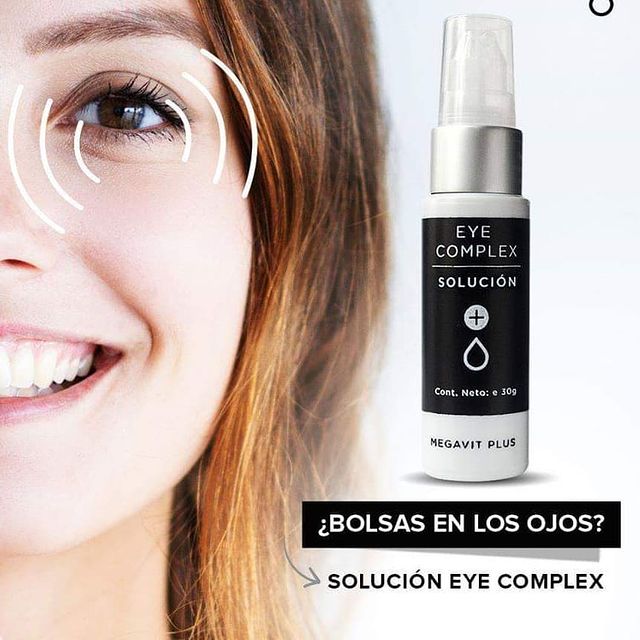 EYE
COMPLEX
SOLUCIÓN
Cont. Neto: e 30g
MEGAVIT PLUS
¿BOLSAS EN LOS OJOS?
SOLUCIÓN EYE COMPLEX